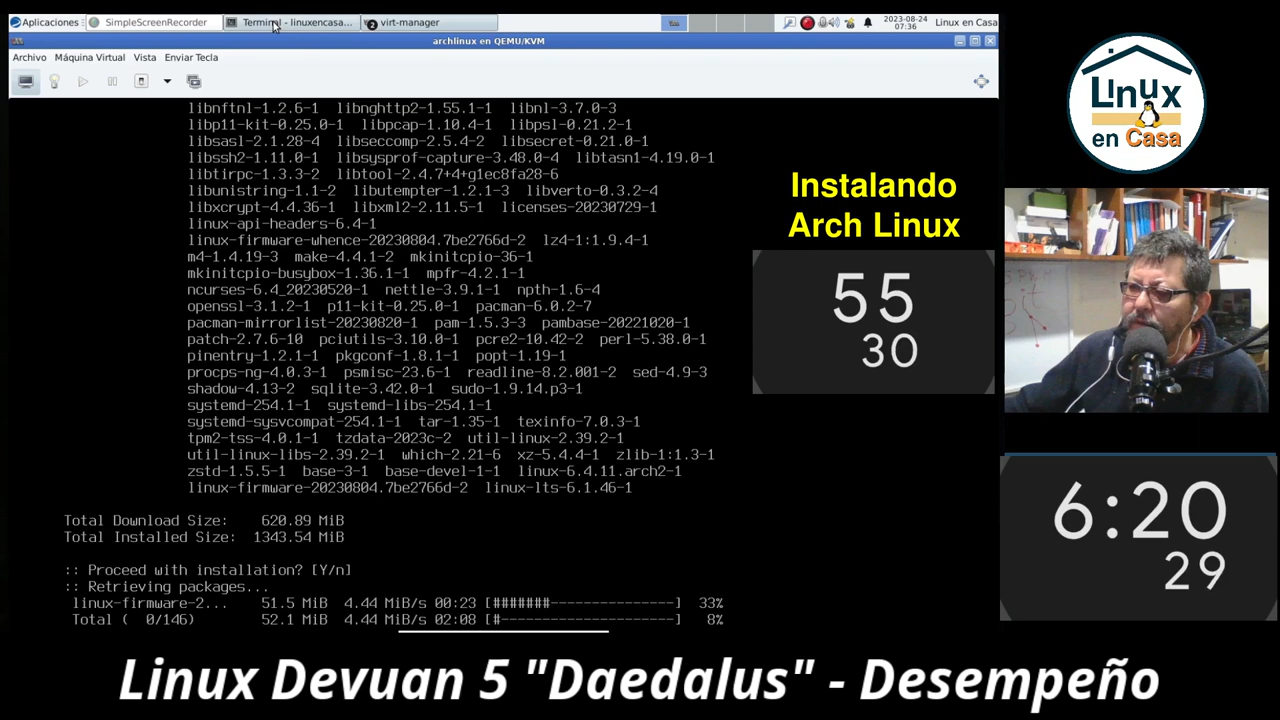 Aplicaciones
SimpleScreenRecorder
Terminal - linuxencasa...
2 virt-manager
2023-08-24
07:36
Linux en Casa
archlinux en QEMU/KVM
Archivo Máquina Virtual Vista Enviar Tecla
libnftnl-1.2.6-1 libnghttp2-1.55.1-1 libnl-3.7.0-3
libp11-kit-0.25.0-1 libpcap-1.10.4-1 libpsl-0.21.2-1
libsasl-2.1.28-4 libseccomp-2.5.4-2 libsecret-0.21.0-1
libssh2-1.11.0-1 libsysprof-capture-3.48.0-4 libtasn1-4.19.0-1
libtirpc-1.3.3-2 libtool-2.4.7+4+g1ec8fa28-6
libunistring-1.1-2 libutempter-1.2.1-3 libverto-0.3.2-4
libxcrypt-4.4.36-1 libxml2-2.11.5-1 licenses-20230729-1
linux-api-headers-6.4-1
linux-firmware-whence-20230804.7be2766d-2 lz4-1:1.9.4-1
m4-1.4.19-3 make-4.4.1-2 mkinitcpio-36-1
mkinitcpio-busybox-1.36.1-1 mpfr-4.2.1-1
ncurses-6.4_20230520-1 nettle-3.9.1-1 npth-1.6-4
openssl-3.1.2-1 p11-kit-0.25.0-1 pacman-6.0.2-7
pacman-mirrorlist-20230820-1 pam-1.5.3-3 pambase-20221020-1
patch-2.7.6-10 pciutils-3.10.0-1 pcre2-10.42-2 perl-5.38.0-1
pinentry-1.2.1-1 pkgconf-1.8.1-1 popt-1.19-1
procps-ng-4.0.3-1 psmisc-23.6-1 readline-8.2.001-2 sed-4.9-3
shadow-4.13-2 sqlite-3.42.0-1 sudo-1.9.14.p3-1
systemd-254.1-1 systemd-libs-254.1-1
systemd-sysvcompat-254.1-1 tar-1.35-1 texinfo-7.0.3-1
tpm2-tss-4.0.1-1 tzdata-2023c-2 util-linux-2.39.2-1
util-linux-libs-2.39.2-1 which-2.21-6 xz-5.4.4-1 zlib-1:1.3-1
zstd-1.5.5-1 base-3-1 base-devel-1-1 linux-6.4.11.arch2-1
linux-firmware-20230804.7be2766d-2 linux-lts-6.1.46-1
Total Download Size: 620.89 MiB
Total Installed Size: 1343.54 MiB
:: Proceed with installation? [Y/n]
:: Retrieving packages...
linux-firmware-2... 51.5 MiB 4.44 MiB/s 00:23 [#######---------------] 33%
Total ( 0/146) 52.1 MiB 4.44 MiB/s 02:08 [#---------------------] 8%
Instalando
Arch Linux
55
30
Linux
en Casa
6:20
29
Linux Devuan 5 "Daedalus" - Desempeño